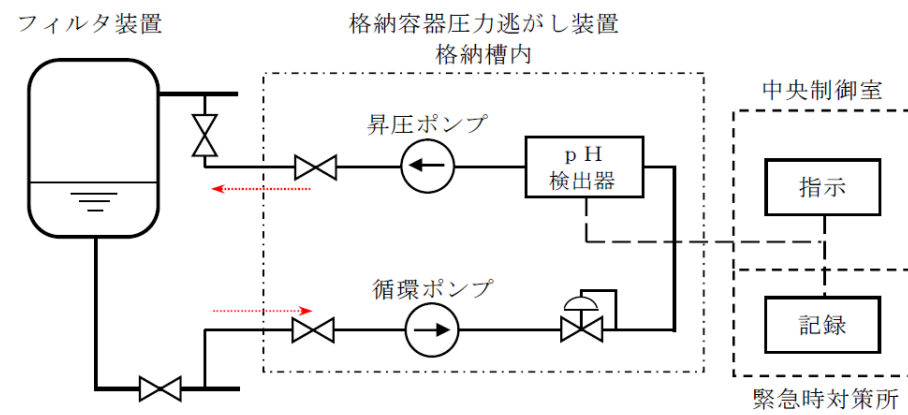 フィルタ装置
格納容器圧力逃がし装置
格納槽内
中央制御室
昇圧ポンプ
ｐＨ
検出器
指示
循環ポンプ
記録
緊急時対策所